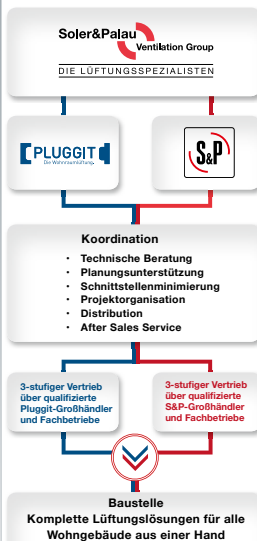 Soler&Palau
Ventilation Group
DIE LÜFTUNGSSPEZIALISTEN
PLUGGIT
Die Wohnraumlüftung.
S&P
Koordination
· Technische Beratung
· Planungsunterstützung
· Schnittstellenminimierung
· Projektorganisation
· Distribution
· After Sales Service
3-stufiger Vertrieb
über qualifizierte
Pluggit-Großhändler
und Fachbetriebe
3-stufiger Vertrieb
über qualifizierte
S&P-Großhändler
und Fachbetriebe
Baustelle
Komplette Lüftungslösungen für alle
Wohngebäude aus einer Hand